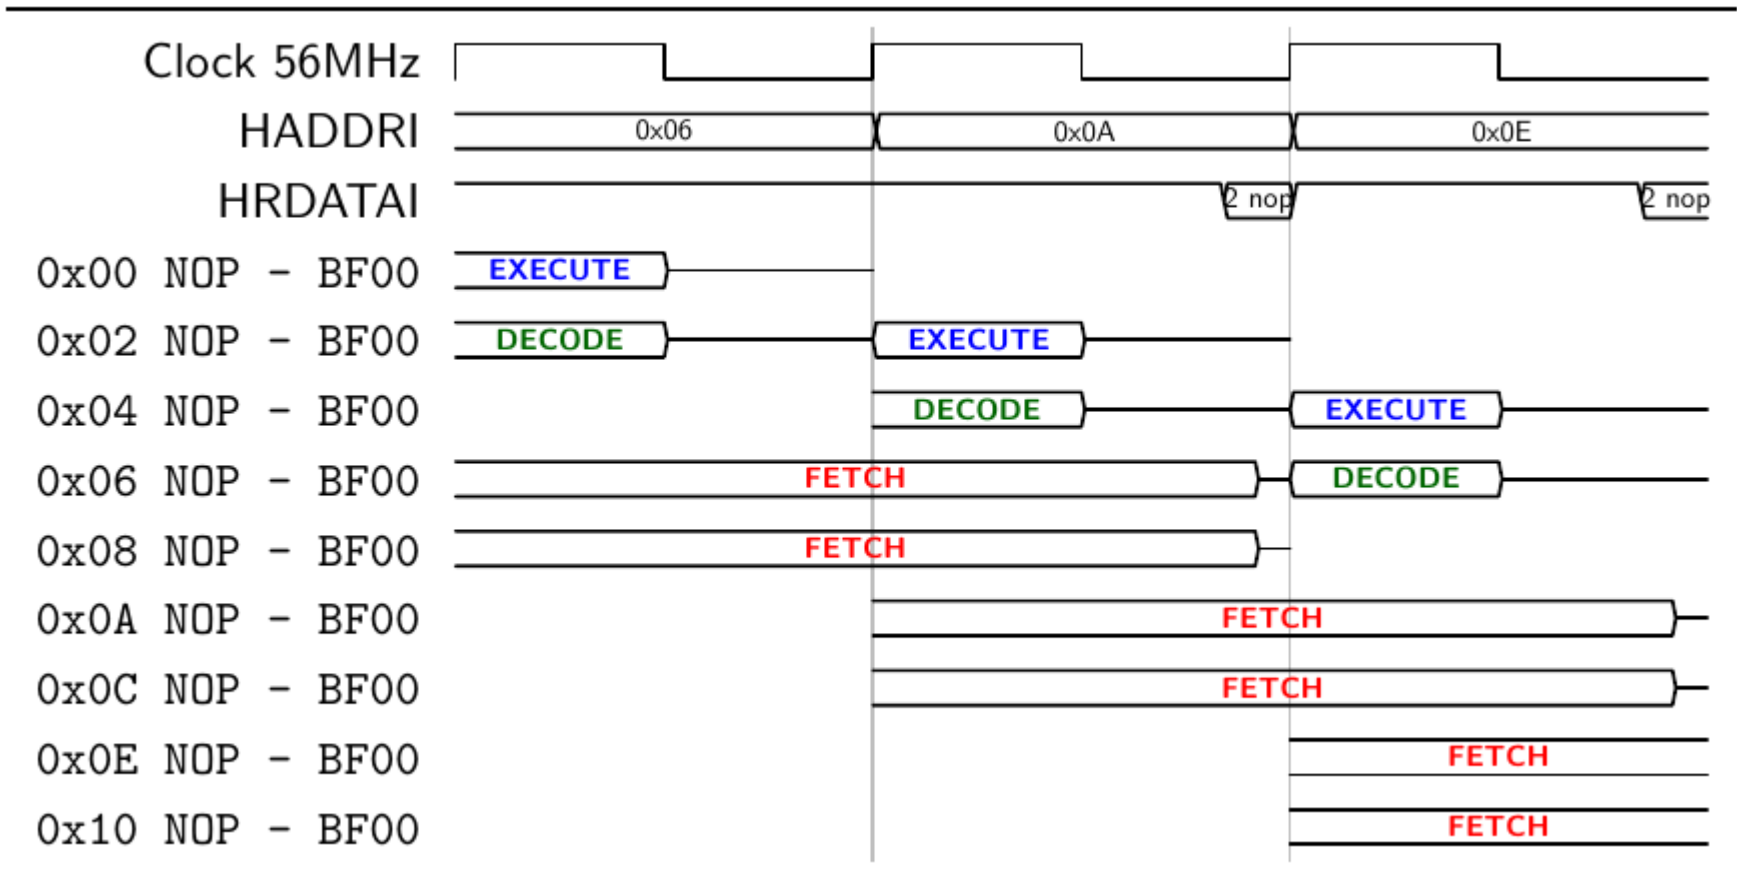 Clock 56MHz
HADDRI 0x06 0x0A 0x0E
HRDATAI 2 nop 2 nop
0x00 NOP - BF00 EXECUTE
0x02 NOP - BF00 DECODE EXECUTE
0x04 NOP - BF00 DECODE EXECUTE
0x06 NOP - BF00 FETCH DECODE
0x08 NOP - BF00 FETCH
0x0A NOP - BF00 FETCH
0x0C NOP - BF00 FETCH
0x0E NOP - BF00 FETCH
0x10 NOP - BF00 FETCH